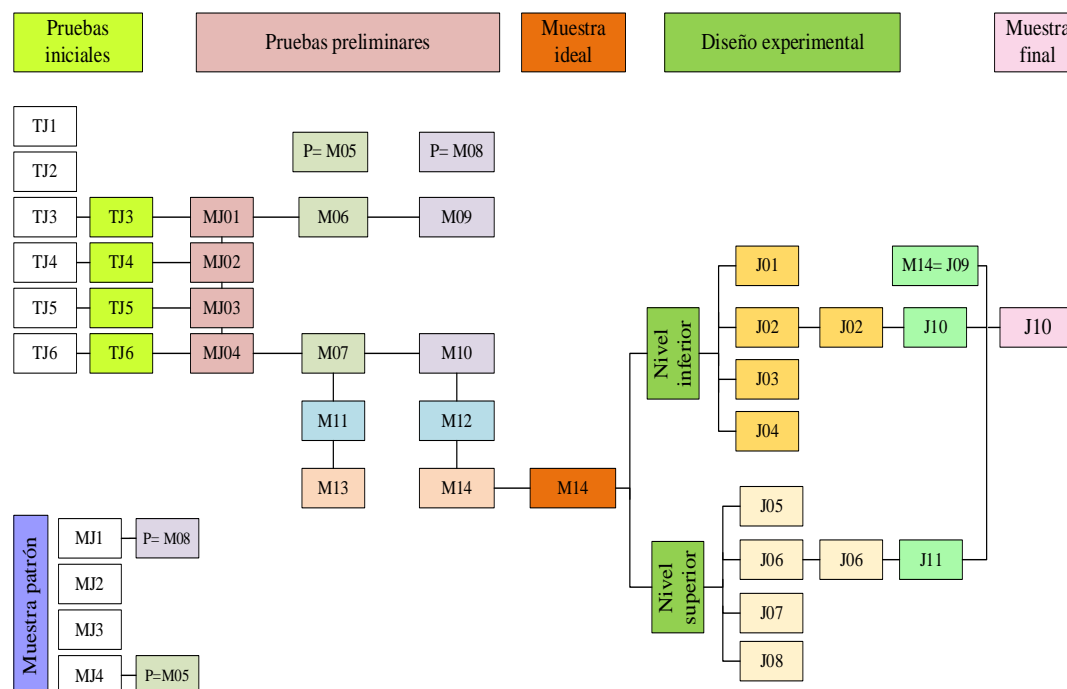 Pruebas
iniciales
Pruebas preliminares
Muestra
ideal
Diseño experimental
Muestra
final
TJ1
P= M05
P= M08
TJ2
TJ3
TJ3
MJ01
M06
M09
TJ4
TJ4
MJ02
J01
M14= J09
TJ5
TJ5
MJ03
Nivel
inferior
J02
J02
J10
J10
TJ6
TJ6
MJ04
M07
M10
J03
M11
M12
J04
M13
M14
M14
J05
Muestra patrón
MJ1
P= M08
Nivel
superior
J06
J06
J11
MJ2
J07
MJ3
J08
MJ4
P=M05